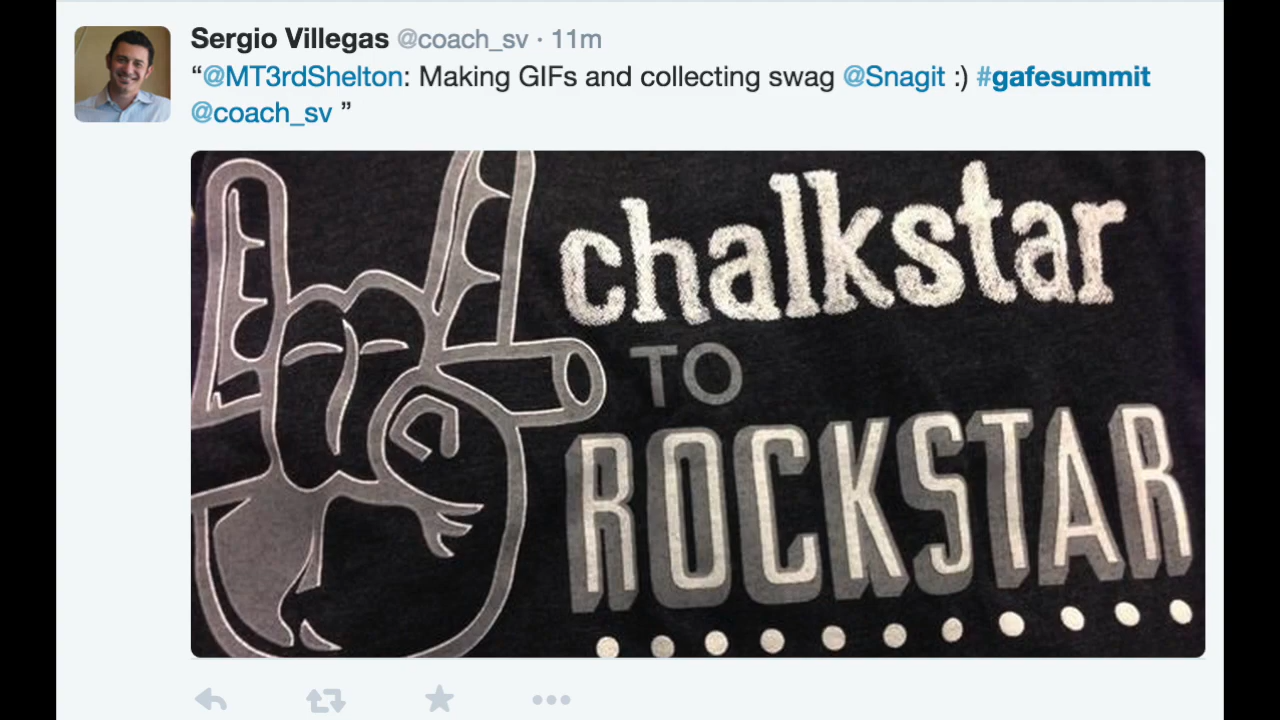 Sergio Villegas @coach_sv · 11m
“@MT3rdShelton: Making GIFs and collecting swag @Snagit :) #gafesummit
@coach_sv ”
chalkstar
TO
ROCKSTAR